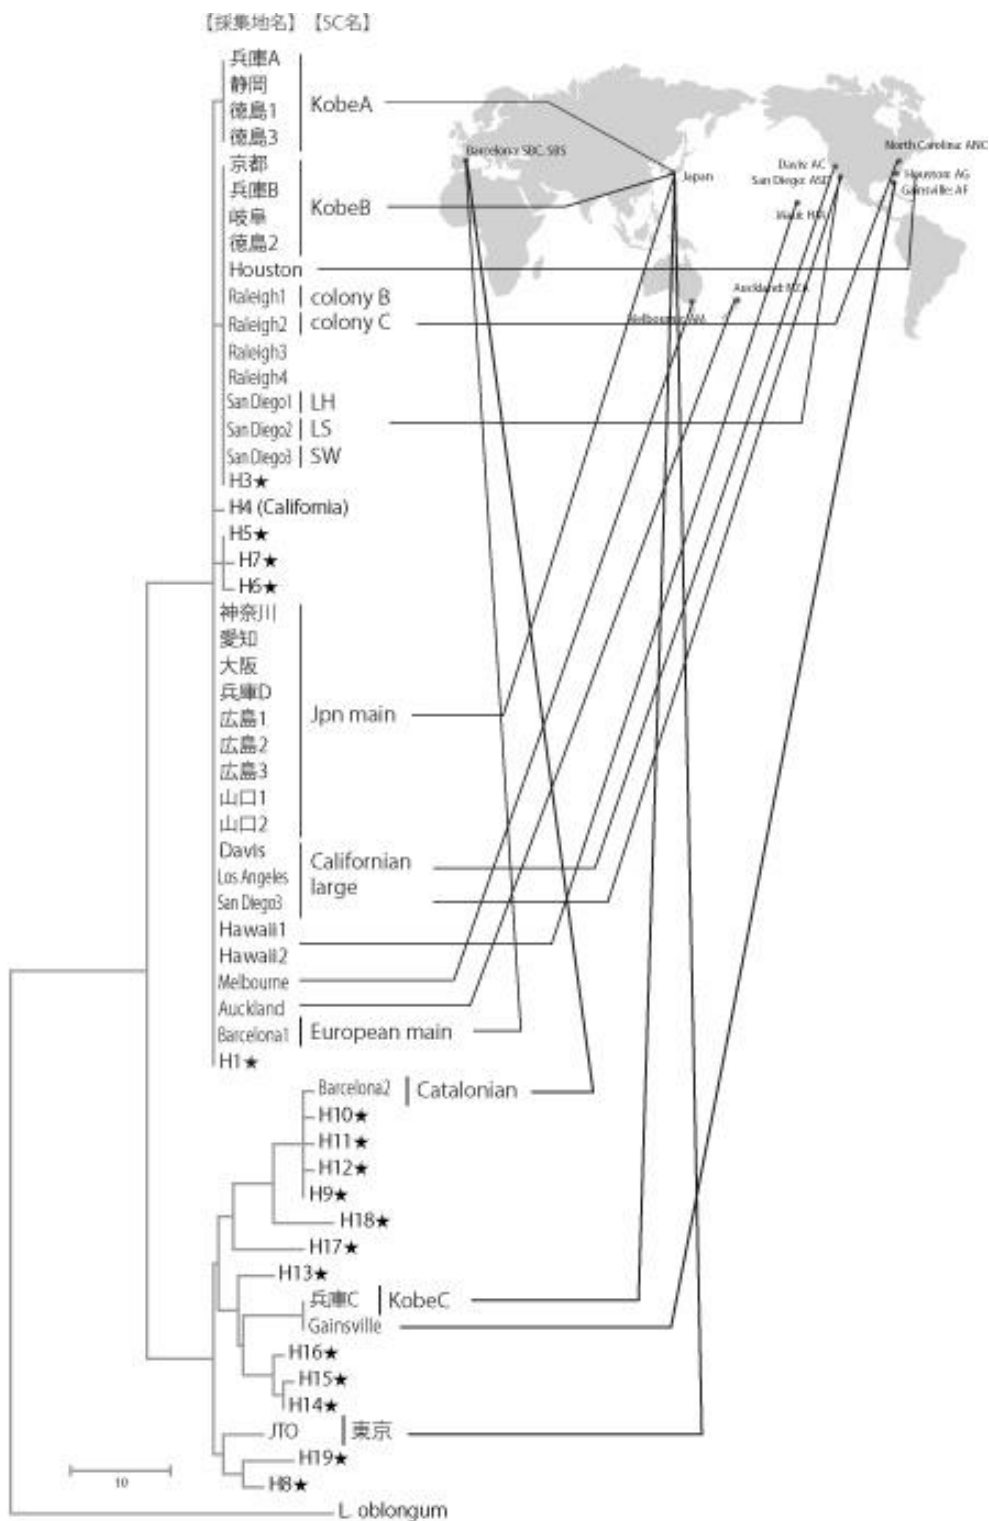 【採集地名】【SC名】
兵庫A
静岡
徳島1
徳島3
KobeA
京都
兵庫B
岐阜
徳島2
KobeB
Houston
Raleigh1
colony B
Raleigh2
colony C
Raleigh3
Raleigh4
San Diego1
LH
San Diego2
LS
San Diego3
SW
H3★
H4 (California)
H5★
H7★
H6★
神奈川
愛知
大阪
兵庫D
広島1
広島2
広島3
山口1
山口2
Jpn main
Davis
Los Angeles
San Diego3
Californian
large
Hawaii1
Hawaii2
Melbourne
Auckland
Barcelona1
European main
H1★
Barcelona2
Catalonian
H10★
H11★
H12★
H9★
H18★
H17★
H13★
兵庫C
KobeC
Gainsville
H16★
H15★
H14★
JTO
東京
H19★
H8★
L. oblongum
10
Barcelona: SBC, SBS
Japan
Davis: AC
San Diego: ASD
North Carolina: ANC
Houston: AG
Gainsville: AF
Auckland: NZA